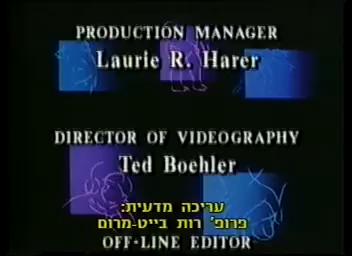 PRODUCTION MANAGER
Laurie R. Harer
DIRECTOR OF VIDEOGRAPHY
Ted Boehler
עריכה מדעית:
פרופ' רות בייט-מרום
OFF-LINE EDITOR